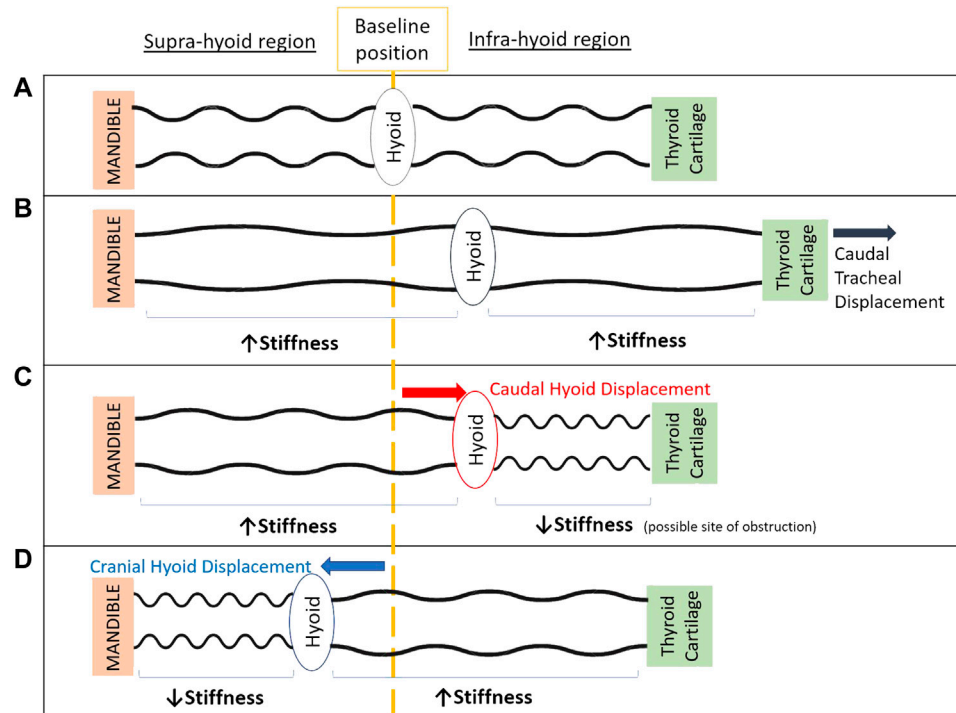 Supra-hyoid region
Baseline
position
Infra-hyoid region
A
MANDIBLE
Hyoid
Thyroid
Cartilage
B
MANDIBLE
Hyoid
Thyroid
Cartilage
Caudal
Tracheal
Displacement
↑Stiffness
↑Stiffness
C
Caudal Hyoid Displacement
MANDIBLE
Hyoid
Thyroid
Cartilage
↑Stiffness
↓Stiffness (possible site of obstruction)
D
Cranial Hyoid Displacement
MANDIBLE
Hyoid
Thyroid
Cartilage
↓Stiffness
↑Stiffness